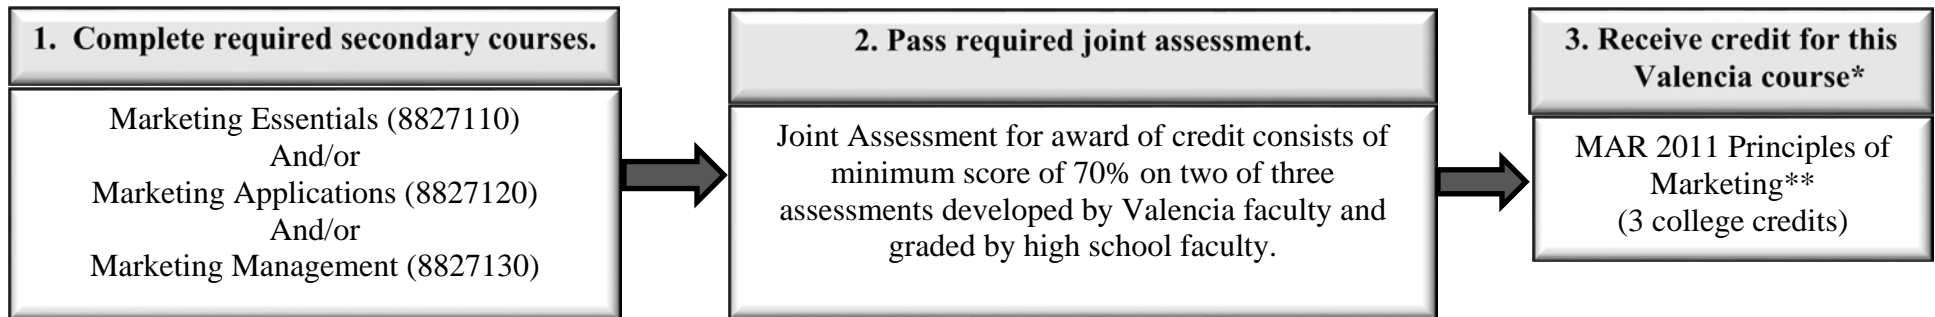 1. Complete required secondary courses.
Marketing Essentials (8827110)
And/or
Marketing Applications (8827120)
And/or
Marketing Management (8827130)
2. Pass required joint assessment.
Joint Assessment for award of credit consists of
minimum score of 70% on two of three
assessments developed by Valencia faculty and
graded by high school faculty.
3. Receive credit for this
Valencia course*
MAR 2011 Principles of
Marketing**
(3 college credits)